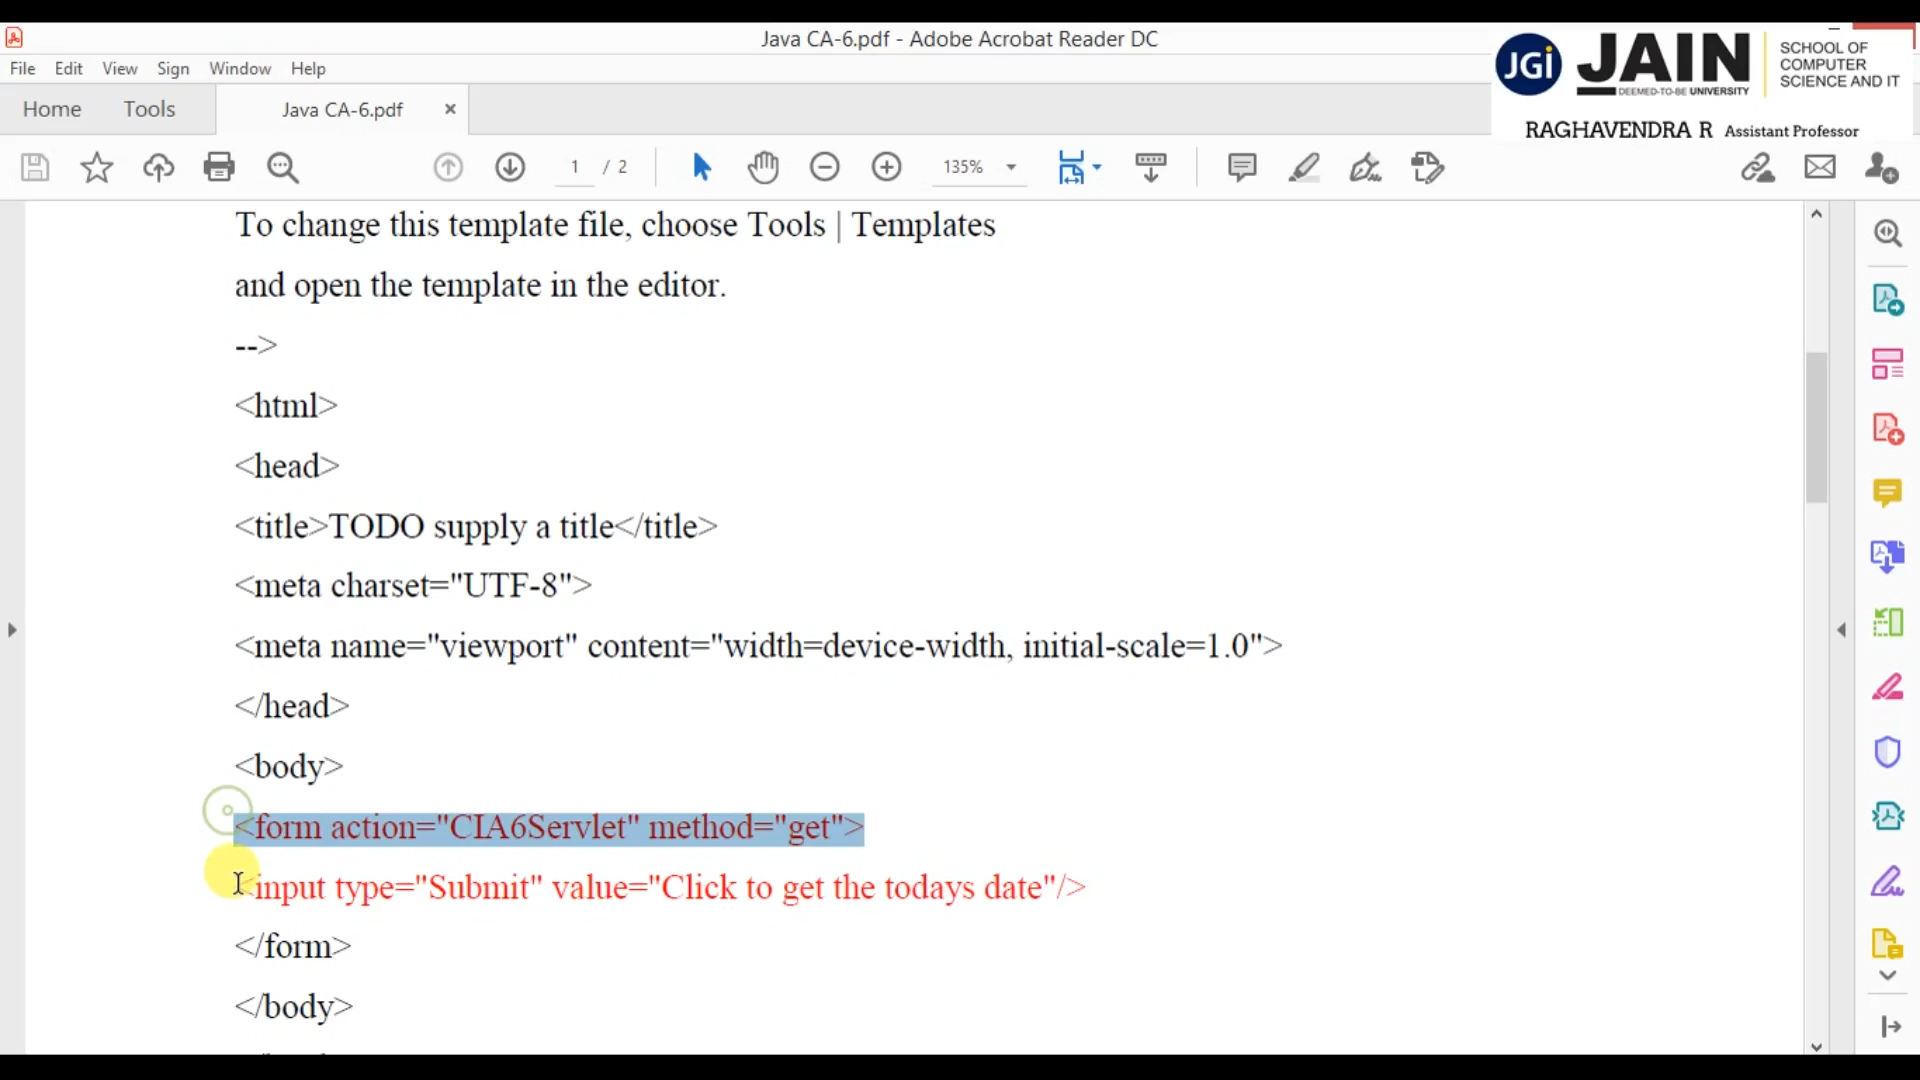 Java CA-6.pdf - Adobe Acrobat Reader DC
JGi JAIN DEEMED-TO-BE UNIVERSITY
SCHOOL OF
COMPUTER
SCIENCE AND IT
RAGHAVENDRA R Assistant Professor
File Edit View Sign Window Help
Home Tools Java CA-6.pdf ×
1 / 2 135%
To change this template file, choose Tools | Templates
and open the template in the editor.
-->
<html>
<head>
<title>TODO supply a title</title>
<meta charset="UTF-8">
<meta name="viewport" content="width=device-width, initial-scale=1.0">
</head>
<body>
<form action="CIA6Servlet" method="get">
<input type="Submit" value="Click to get the todays date"/>
</form>
</body>